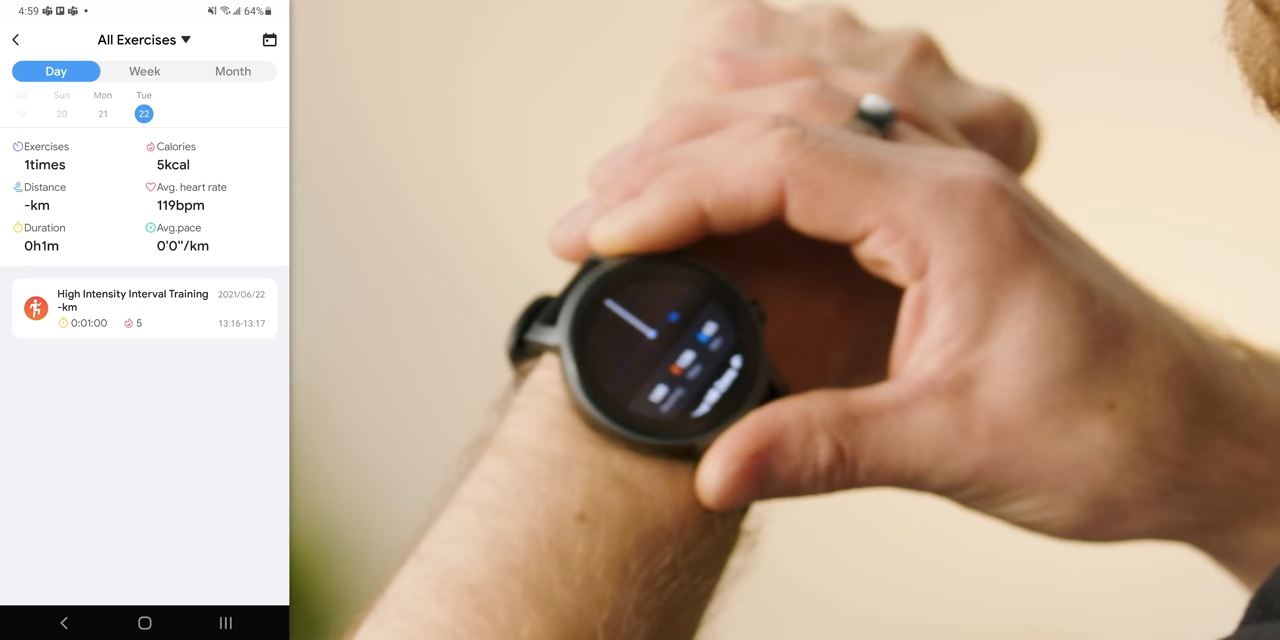 4:59 64%
All Exercises
Day Week Month
Sat Sun Mon Tue
19 20 21 22
Exercises Calories
1times 5kcal
Distance Avg. heart rate
-km 119bpm
Duration Avg.pace
0h1m 0'0"/km
High Intensity Interval Training 2021/06/22
-km
0:01:00 5 13:16-13:17